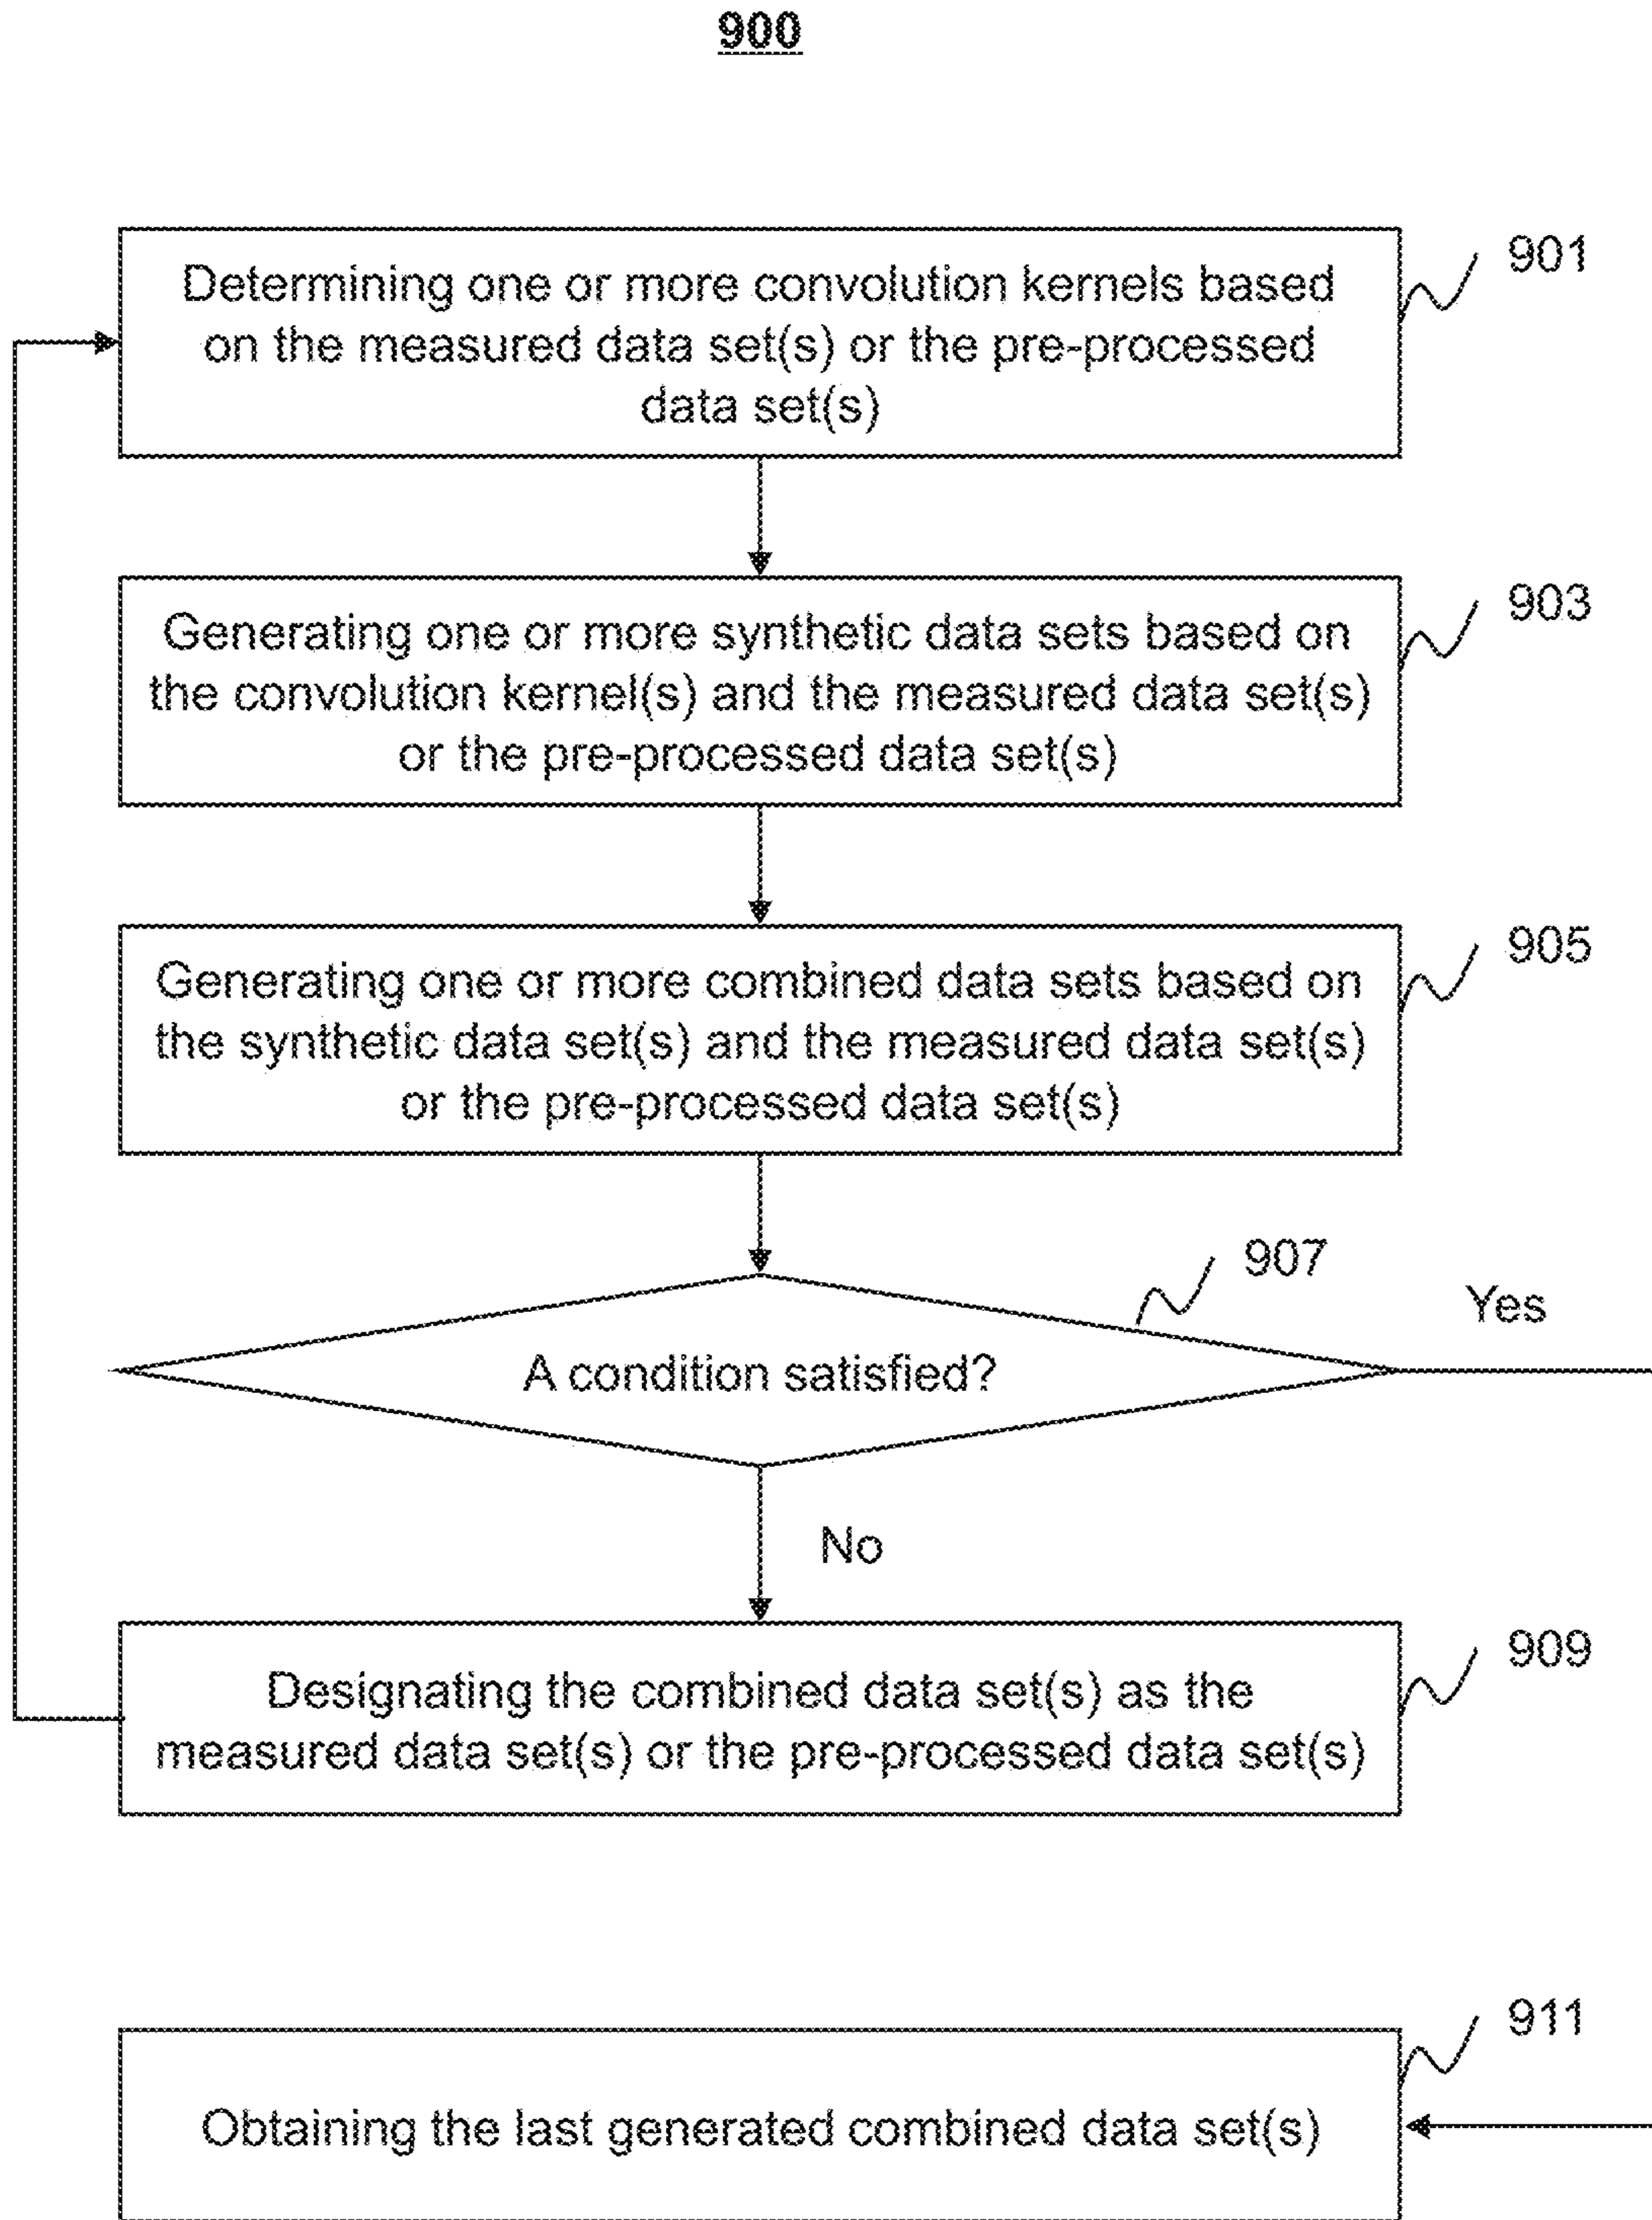 900
Determining one or more convolution kernels based
901
on the measured data set(s) or the pre-processed
data set(s)
Generating one or more synthetic data sets based on
903
the convolution kernel(s) and the measured data set(s)
or the pre-processed data set(s)
Generating one or more combined data sets based on
905
the synthetic data set(s) and the measured data set(s)
or the pre-processed data set(s)
907
Yes
A condition satisfied?
No
Designating the combined data set(s) as the
909
measured data set(s) or the pre-processed data set(s)
911
Obtaining the last generated combined data set(s)